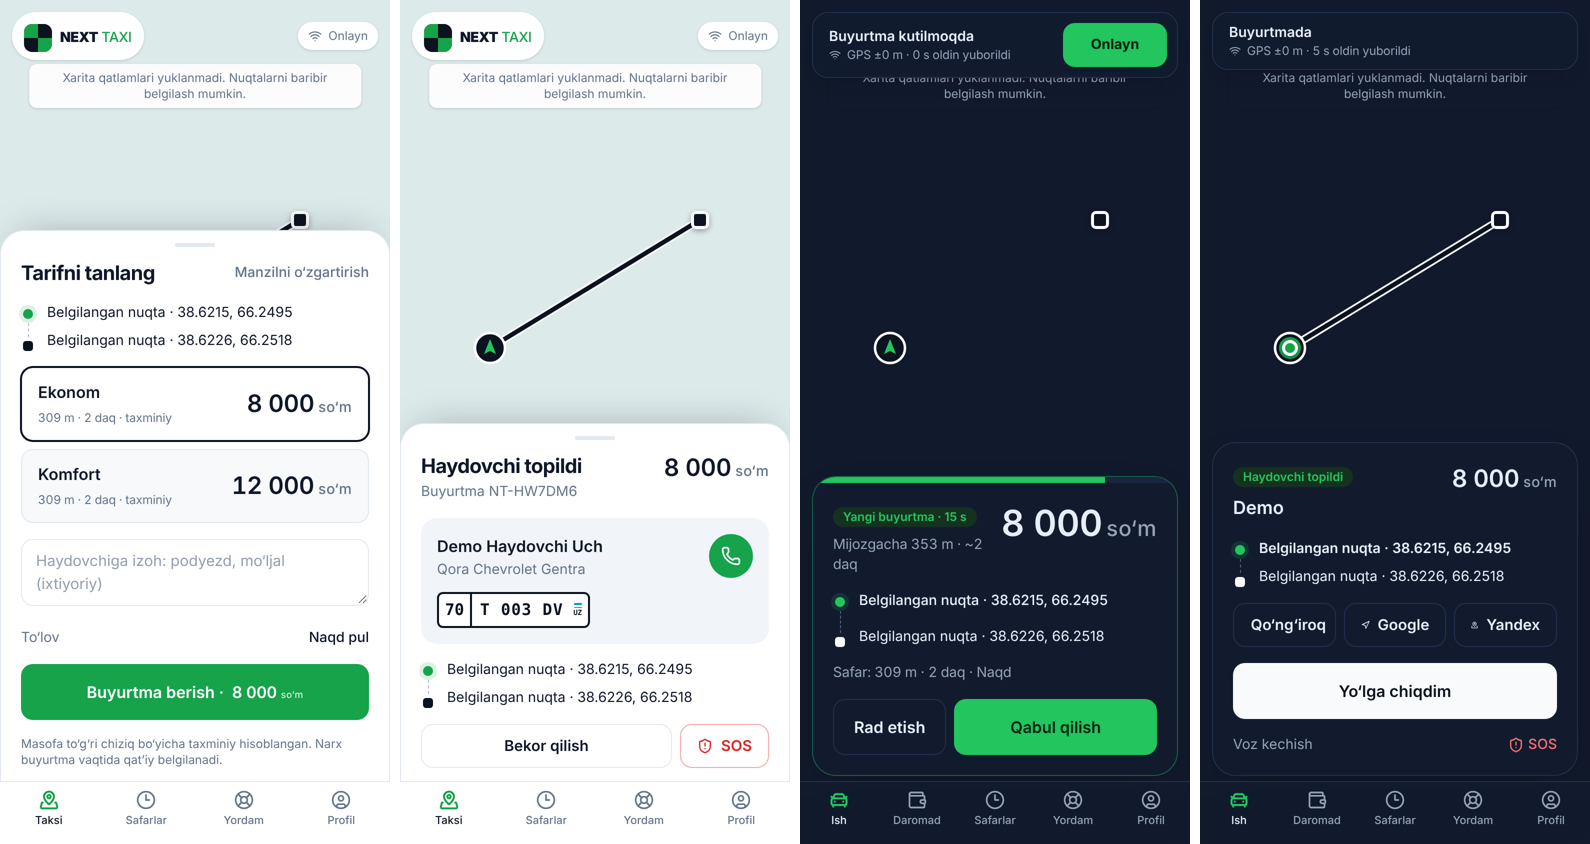 NEXT TAXI
Onlayn
Xarita qatlamlari yuklanmadi. Nuqtalarni baribir
belgilash mumkin.
Tarifni tanlang
Manzilni o‘zgartirish
Belgilangan nuqta · 38.6215, 66.2495
Belgilangan nuqta · 38.6226, 66.2518
Ekonom
309 m · 2 daq · taxminiy
8 000 so‘m
Komfort
309 m · 2 daq · taxminiy
12 000 so‘m
Haydovchiga izoh: podyezd, mo‘ljal
(ixtiyoriy)
To‘lov
Naqd pul
Buyurtma berish · 8 000 so‘m
Masofa to‘g‘ri chiziq bo‘yicha taxminiy hisoblangan. Narx
buyurtma vaqtida qat’iy belgilanadi.
Taksi
Safarlar
Yordam
Profil
NEXT TAXI
Onlayn
Xarita qatlamlari yuklanmadi. Nuqtalarni baribir
belgilash mumkin.
Haydovchi topildi
8 000 so‘m
Buyurtma NT-HW7DM6
Demo Haydovchi Uch
Qora Chevrolet Gentra
70 T 003 DV UZ
Belgilangan nuqta · 38.6215, 66.2495
Belgilangan nuqta · 38.6226, 66.2518
Bekor qilish
SOS
Taksi
Safarlar
Yordam
Profil
Buyurtma kutilmoqda
GPS ±0 m · 0 s oldin yuborildi
Onlayn
Xarita qatlamlari yuklanmadi. Nuqtalarni baribir
belgilash mumkin.
Yangi buyurtma · 15 s
8 000 so‘m
Mijozgacha 353 m · ~2
daq
Belgilangan nuqta · 38.6215, 66.2495
Belgilangan nuqta · 38.6226, 66.2518
Safar: 309 m · 2 daq · Naqd
Rad etish
Qabul qilish
Ish
Daromad
Safarlar
Yordam
Profil
Buyurtmada
GPS ±0 m · 5 s oldin yuborildi
Xarita qatlamlari yuklanmadi. Nuqtalarni baribir
belgilash mumkin.
Haydovchi topildi
8 000 so‘m
Demo
Belgilangan nuqta · 38.6215, 66.2495
Belgilangan nuqta · 38.6226, 66.2518
Qo‘ng‘iroq
Google
Yandex
Yo‘lga chiqdim
Voz kechish
SOS
Ish
Daromad
Safarlar
Yordam
Profil